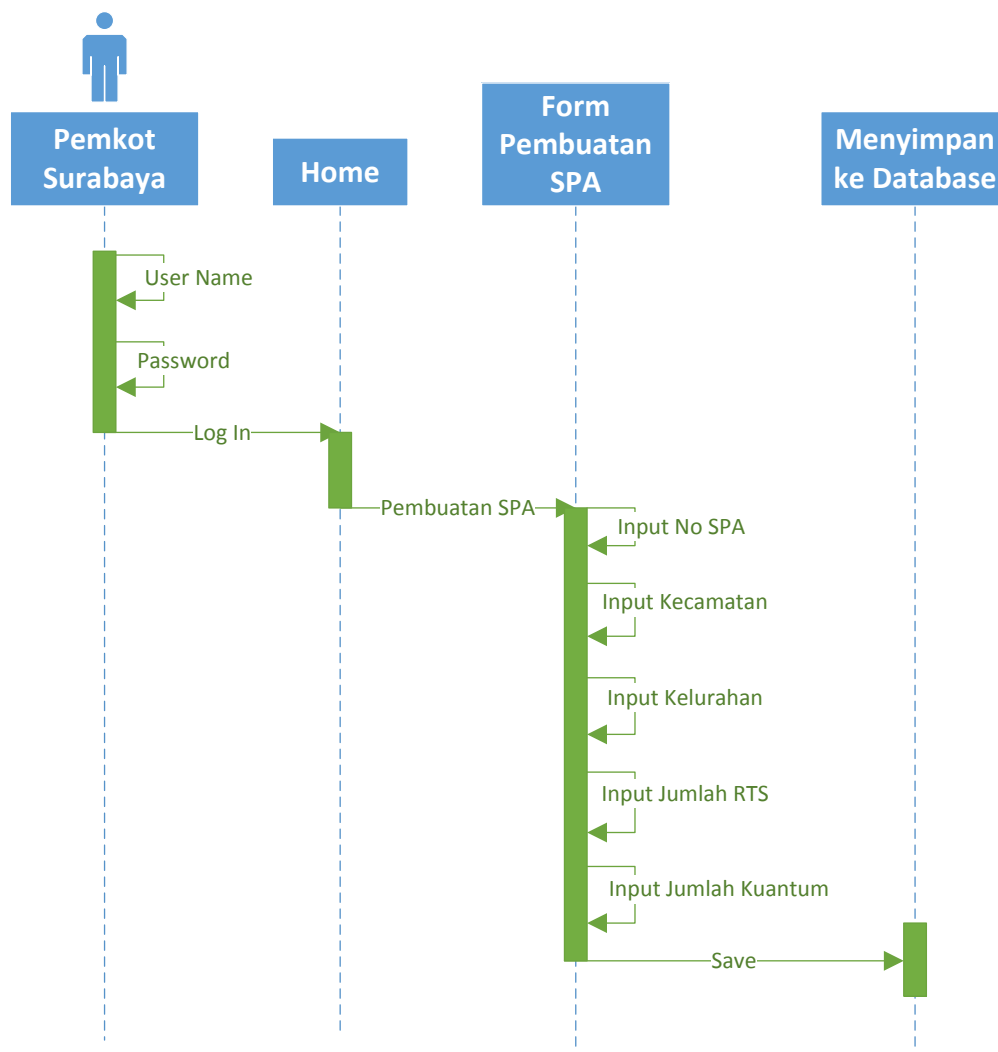 Pemkot
Surabaya
Home
Form
Pembuatan
SPA
Menyimpan
ke Database
User Name
Password
Log In
Pembuatan SPA
Input No SPA
Input Kecamatan
Input Kelurahan
Input Jumlah RTS
Input Jumlah Kuantum
Save